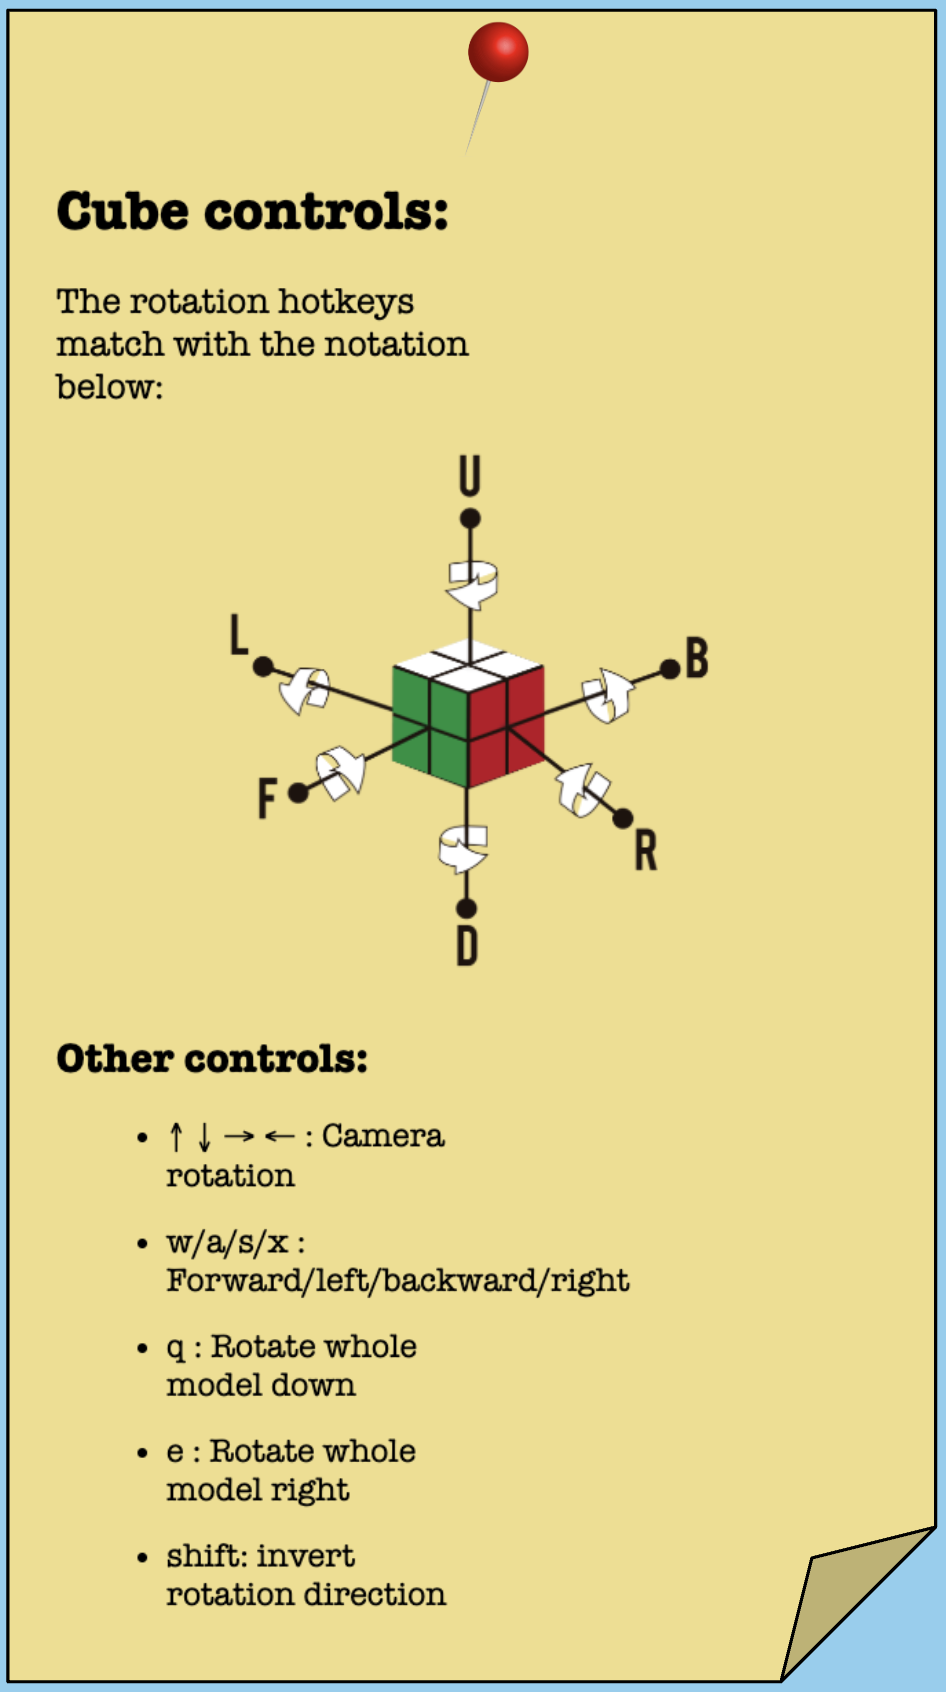 Cube controls:
The rotation hotkeys
match with the notation
below:
U
L
B
F
R
D
Other controls:
• ↑ ↓ → ← : Camera
rotation
• w/a/s/x :
Forward/left/backward/right
• q : Rotate whole
model down
• e : Rotate whole
model right
• shift: invert
rotation direction